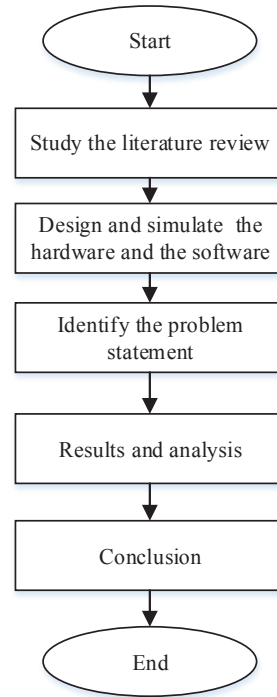 Start
Study the literature review
Design and simulate the
hardware and the software
Identify the problem
statement
Results and analysis
Conclusion
End